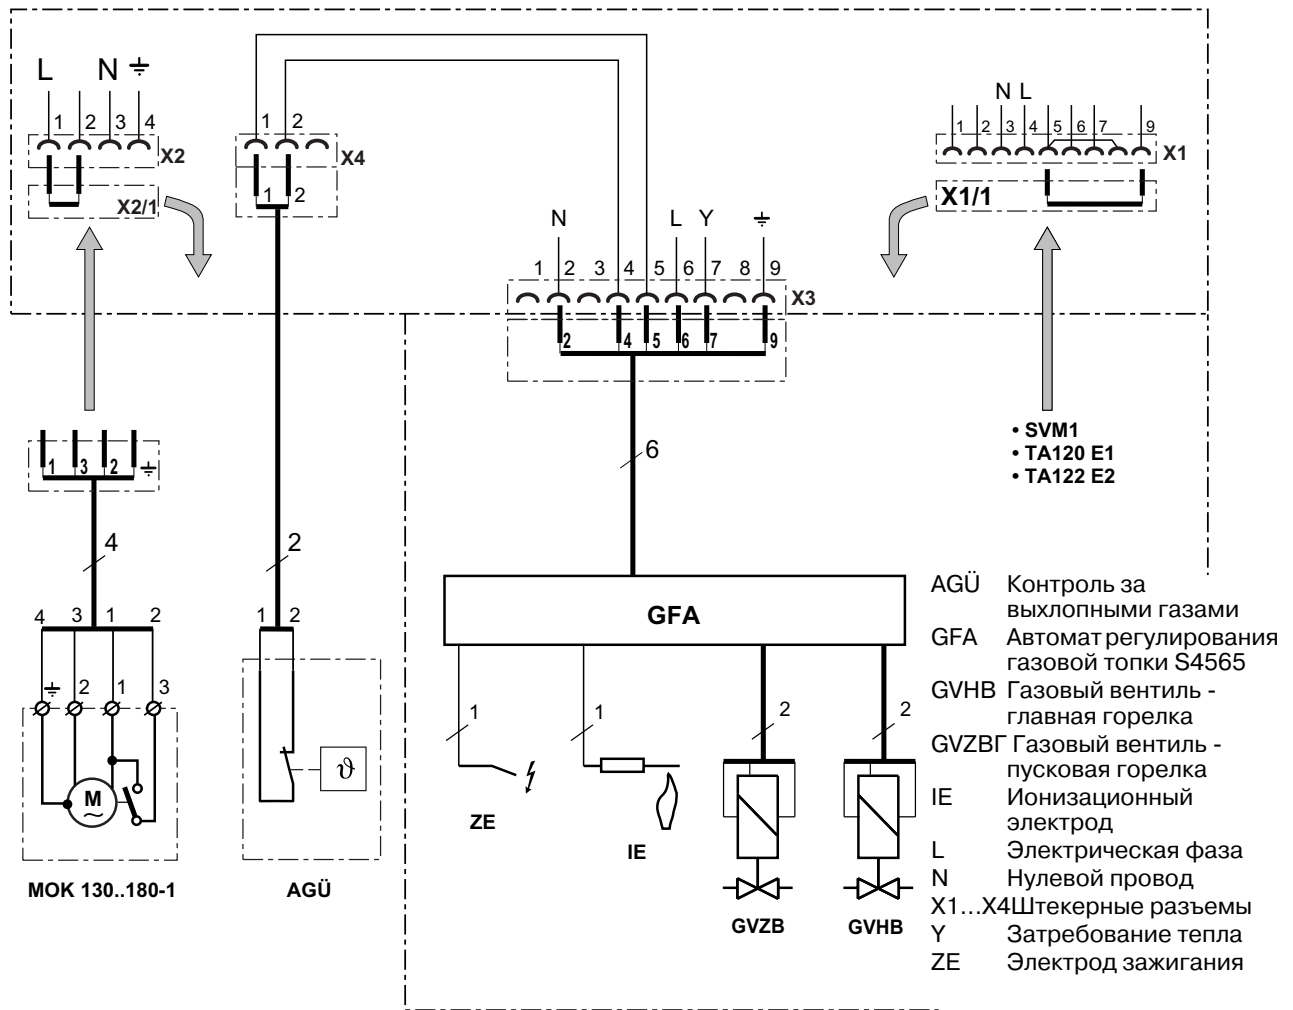 L N ⏚
1 2 3 4
X2
X2/1
1 2
X4
1 2
N L
1 2 3 4 5 6 7 9
X1
X1/1
N L Y ⏚
1 2 3 4 5 6 7 8 9
X3
2 4 5 6 7 9
• SVM1
• TA120 E1
• TA122 E2
1 3 2 ⏚
4
2
6
4 3 1 2
⏚ 2 1 3
M
~
MOK 130..180-1
1 2
ϑ
AGÜ
GFA
1
1
2
2
ZE
IE
GVZB
GVHB
AGÜ Контроль за
выхлопными газами
GFA Автомат регулирования
газовой топки S4565
GVHB Газовый вентиль -
главная горелка
GVZBГ Газовый вентиль -
пусковая горелка
IE Ионизационный
электрод
L Электрическая фаза
N Нулевой провод
X1...X4 Штекерные разъемы
Y Затребование тепла
ZE Электрод зажигания